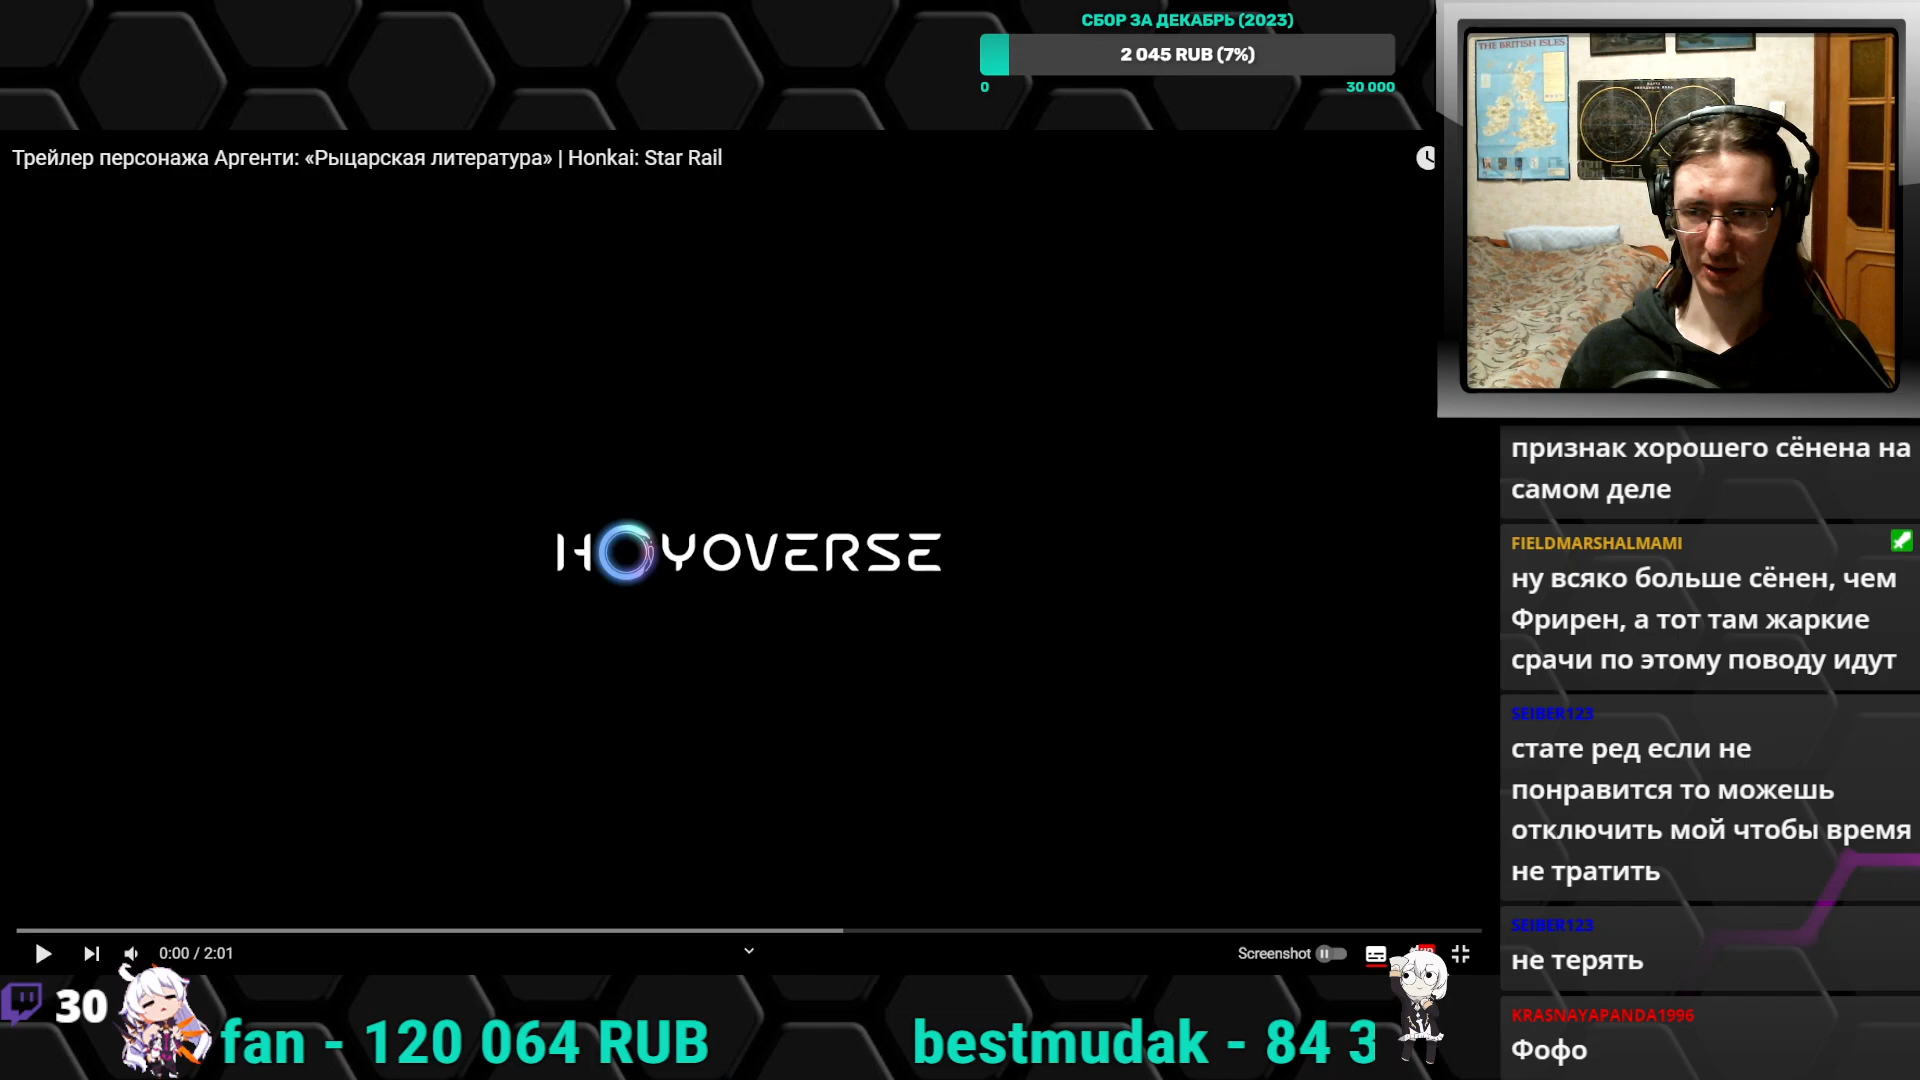 СБОР ЗА ДЕКАБРЬ (2023)
2 045 RUB (7%)
0
30 000
THE BRITISH ISLES
Трейлер персонажа Аргенти: «Рыцарская литература» | Honkai: Star Rail
HOYOVERSE
признак хорошего сёнена на
самом деле
FIELDMARSHALMAMI
ну всяко больше сёнен, чем
Фрирен, а тот там жаркие
срачи по этому поводу идут
SEIBER123
стате ред если не
понравится то можешь
отключить мой чтобы время
не тратить
SEIBER123
не терять
KRASNAYAPANDA1996
Фофо
0:00 / 2:01
Screenshot
30
fan - 120 064 RUB
bestmudak - 84 3